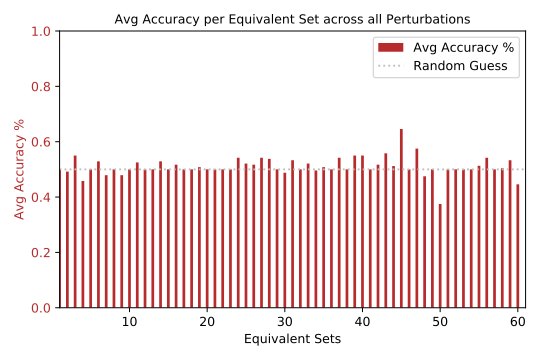 Avg Accuracy per Equivalent Set across all Perturbations
Avg Accuracy %
Random Guess
1.0
0.8
0.6
0.4
0.2
0.0
Avg Accuracy %
10
20
30
40
50
60
Equivalent Sets